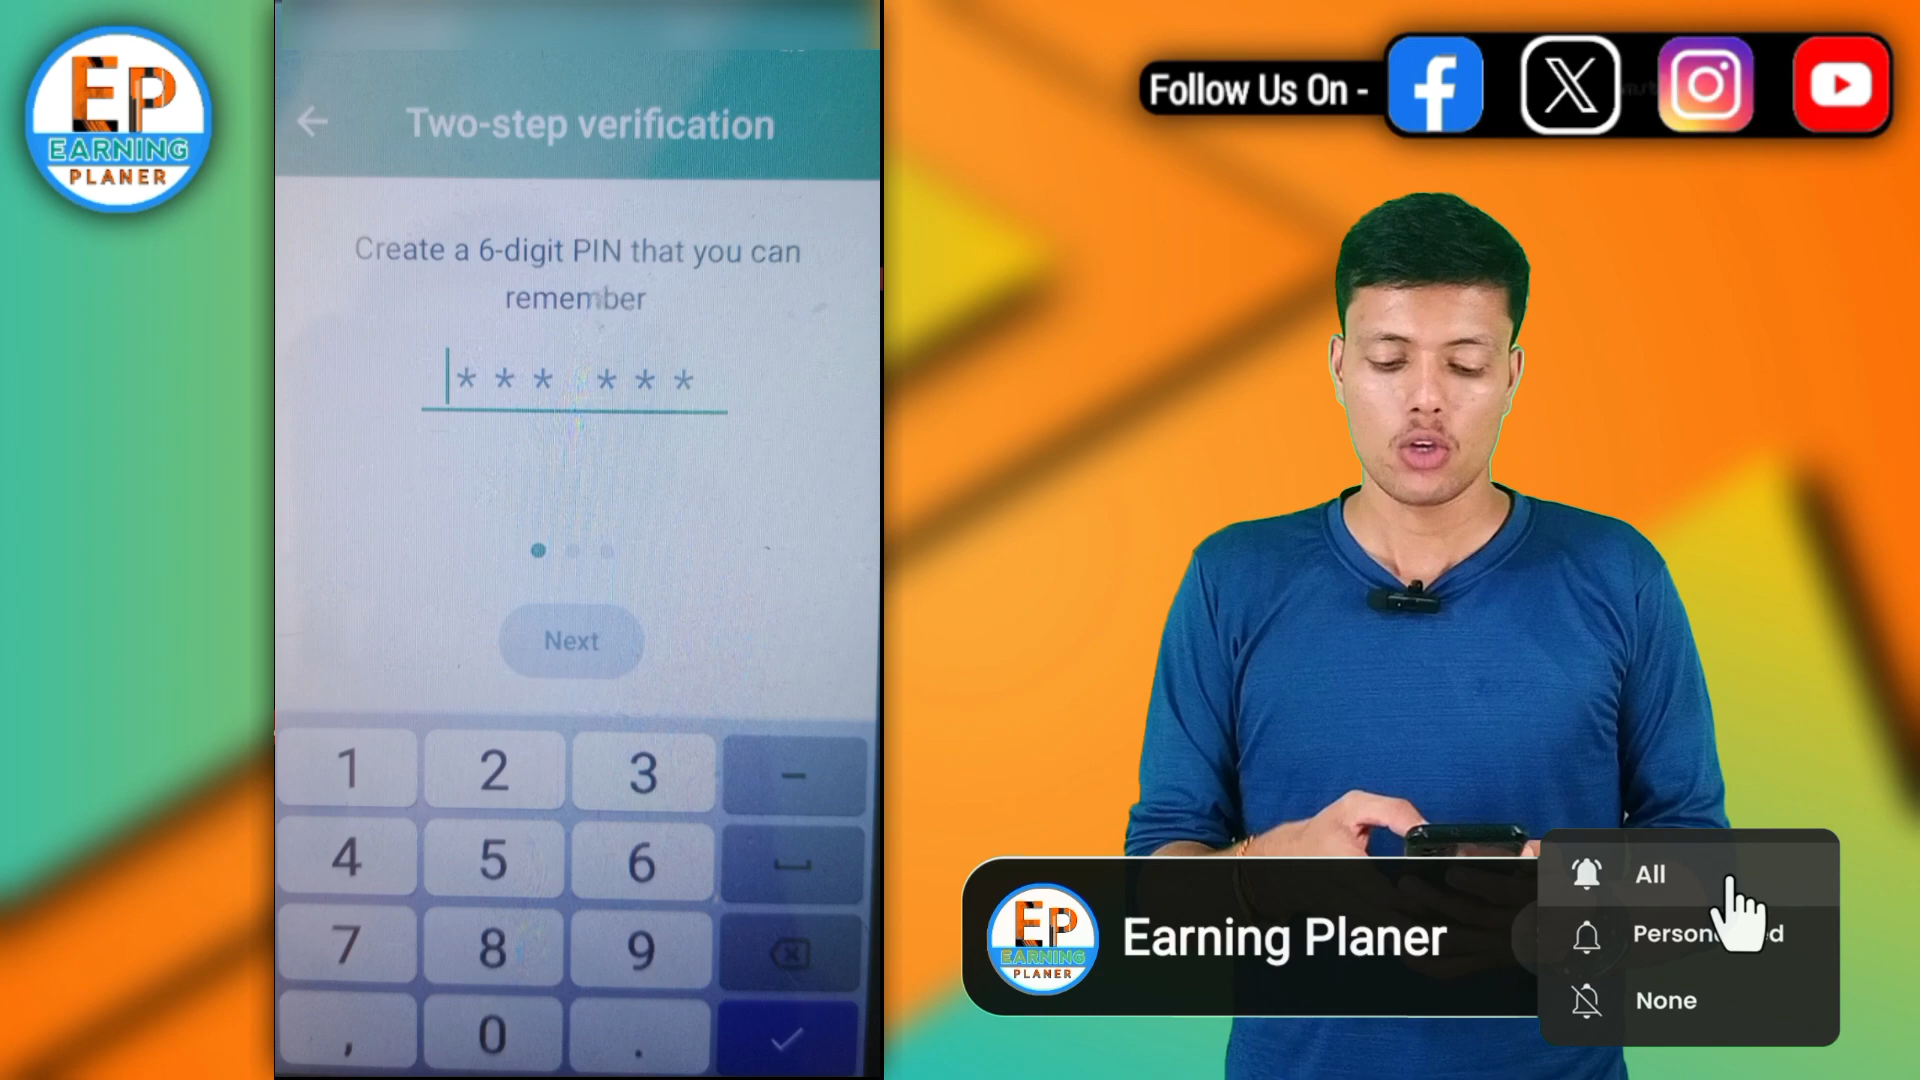 EP
EARNING
PLANER
Two-step verification
Create a 6-digit PIN that you can
remember
* * * * * *
Next
1 2 3 –
4 5 6
7 8 9
, 0 .
Follow Us On -
EP
EARNING
PLANER
Earning Planer
All
None